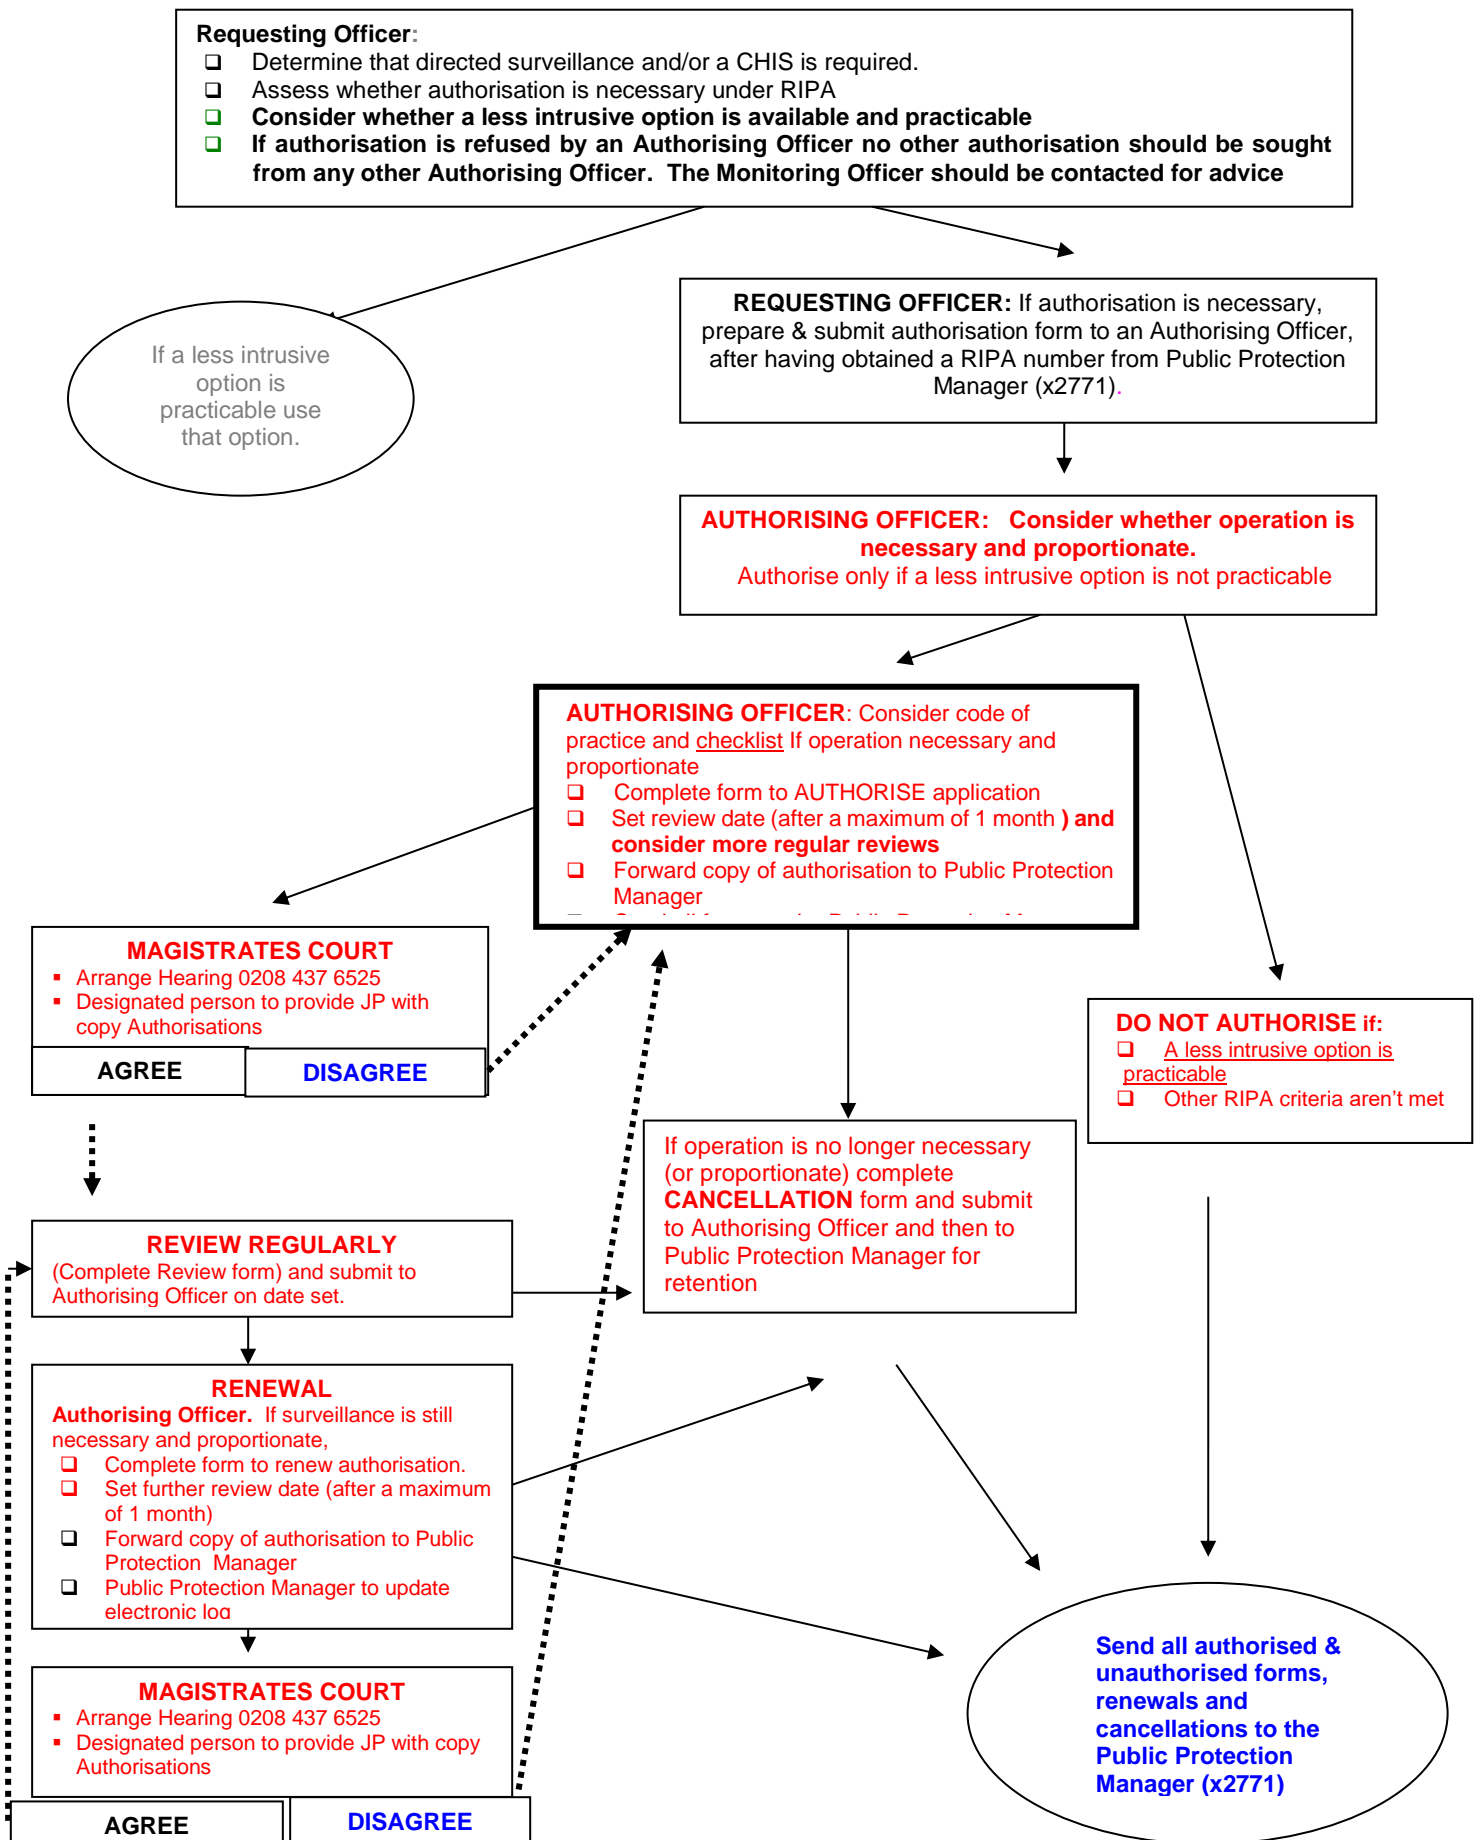 Requesting Officer:
Determine that directed surveillance and/or a CHIS is required.
Assess whether authorisation is necessary under RIPA
Consider whether a less intrusive option is available and practicable
If authorisation is refused by an Authorising Officer no other authorisation should be sought
from any other Authorising Officer. The Monitoring Officer should be contacted for advice
If a less intrusive
option is
practicable use
that option.
REQUESTING OFFICER: If authorisation is necessary,
prepare & submit authorisation form to an Authorising Officer,
after having obtained a RIPA number from Public Protection
Manager (x2771).
AUTHORISING OFFICER: Consider whether operation is
necessary and proportionate.
Authorise only if a less intrusive option is not practicable
AUTHORISING OFFICER: Consider code of
practice and checklist If operation necessary and
proportionate
Complete form to AUTHORISE application
Set review date (after a maximum of 1 month ) and
consider more regular reviews
Forward copy of authorisation to Public Protection
Manager
MAGISTRATES COURT
Arrange Hearing 0208 437 6525
Designated person to provide JP with
copy Authorisations
AGREE
DISAGREE
DO NOT AUTHORISE if:
A less intrusive option is
practicable
Other RIPA criteria aren't met
If operation is no longer necessary
(or proportionate) complete
CANCELLATION form and submit
to Authorising Officer and then to
Public Protection Manager for
retention
REVIEW REGULARLY
(Complete Review form) and submit to
Authorising Officer on date set.
RENEWAL
Authorising Officer. If surveillance is still
necessary and proportionate,
Complete form to renew authorisation.
Set further review date (after a maximum
of 1 month)
Forward copy of authorisation to Public
Protection Manager
Public Protection Manager to update
electronic log
MAGISTRATES COURT
Arrange Hearing 0208 437 6525
Designated person to provide JP with copy
Authorisations
AGREE
DISAGREE
Send all authorised &
unauthorised forms,
renewals and
cancellations to the
Public Protection
Manager (x2771)